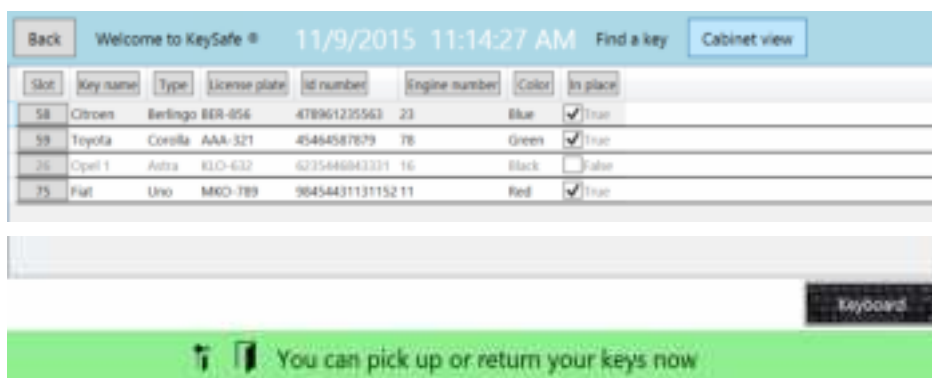 Back Welcome to KeySafe ® 11/9/2015 11:14:27 AM Find a key Cabinet view
Slot Key name Type License plate Id number Engine number Color In place
58 Citroen Berlingo BER-856 478961235563 23 Blue True
59 Toyota Corolla AAA-321 45464587879 78 Green True
26 Opel 1 Astra KLO-632 6235446843331 16 Black False
75 Fiat Uno MKO-789 98454431131152 11 Red True
Keyboard
You can pick up or return your keys now